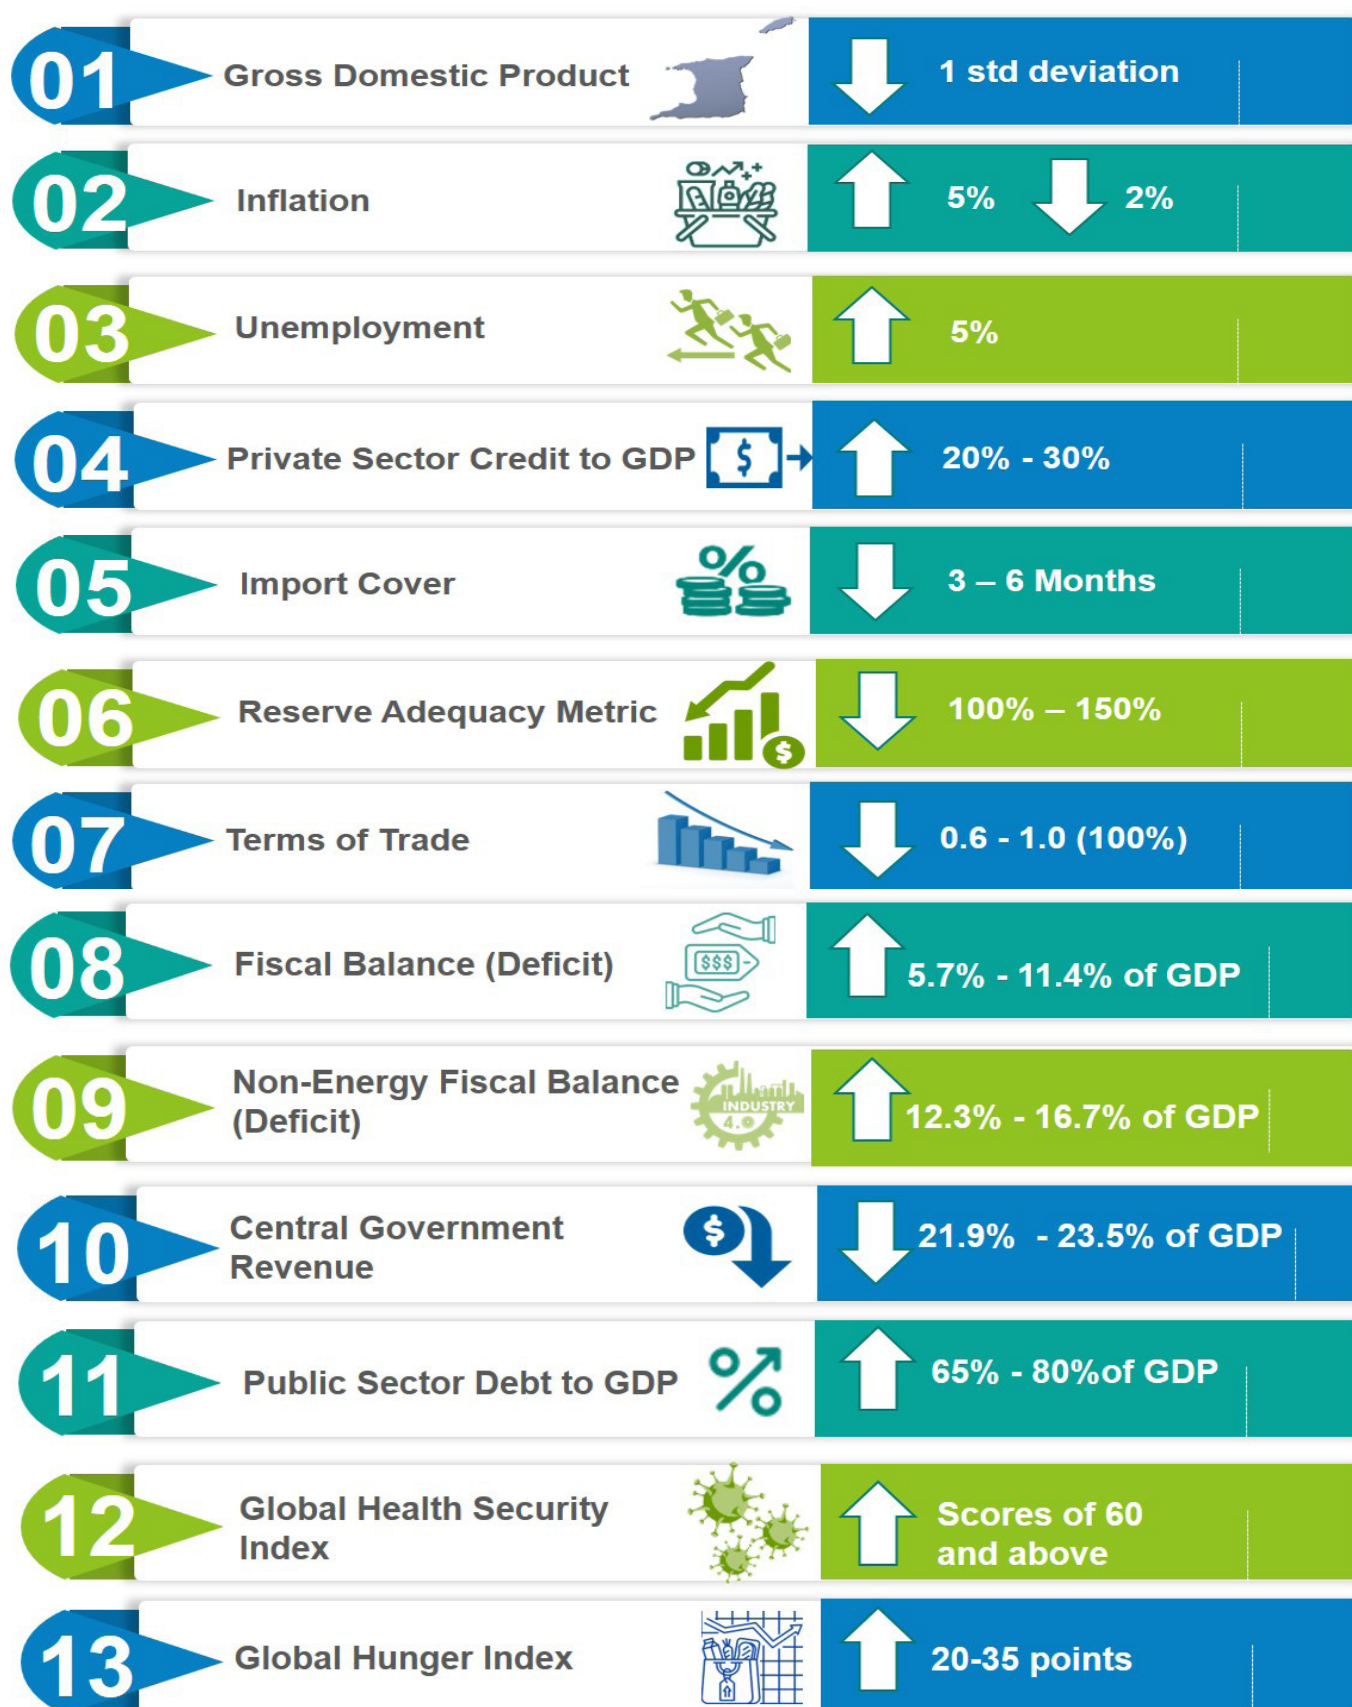 01
Gross Domestic Product
1 std deviation
02
Inflation
5%
2%
03
Unemployment
5%
04
Private Sector Credit to GDP
$
20% - 30%
05
Import Cover
%
3 – 6 Months
06
Reserve Adequacy Metric
$
100% – 150%
07
Terms of Trade
0.6 - 1.0 (100%)
08
Fiscal Balance (Deficit)
$$$
5.7% - 11.4% of GDP
09
Non-Energy Fiscal Balance
(Deficit)
INDUSTRY
4.0
12.3% - 16.7% of GDP
10
Central Government
Revenue
$
21.9% - 23.5% of GDP
11
Public Sector Debt to GDP
%
65% - 80%of GDP
12
Global Health Security
Index
Scores of 60
and above
13
Global Hunger Index
20-35 points